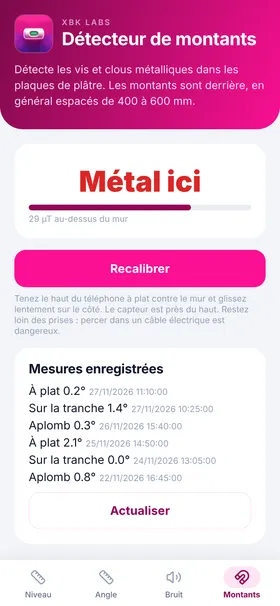 XBK LABS
Détecteur de montants
Détecte les vis et clous métalliques dans les
plaques de plâtre. Les montants sont derrière, en
général espacés de 400 à 600 mm.
Métal ici
29 µT au-dessus du mur
Recalibrer
Tenez le haut du téléphone à plat contre le mur et glissez
lentement sur le côté. Le capteur est près du haut. Restez
loin des prises : percer dans un câble électrique est
dangereux.
Mesures enregistrées
À plat 0.2° 27/11/2026 11:10:00
Sur la tranche 1.4° 27/11/2026 10:25:00
Aplomb 0.3° 26/11/2026 15:40:00
À plat 2.1° 25/11/2026 14:50:00
Sur la tranche 0.0° 24/11/2026 13:05:00
Aplomb 0.8° 22/11/2026 16:45:00
Actualiser
Niveau Angle Bruit Montants